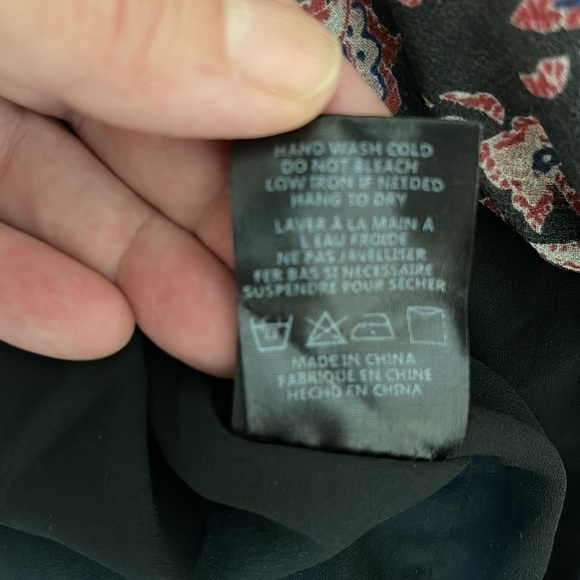 HAND WASH COLD
DO NOT BLEACH
LOW IRON IF NEEDED
HANG TO DRY
LAVER À LA MAIN À
L EAU FROIDE
NE PAS JAVELLISER
FER BAS SI NECESSAIRE
SUSPENDRE POUR SÉCHER
MADE IN CHINA
FABRIQUE EN CHINE
HECHO EN CHINA